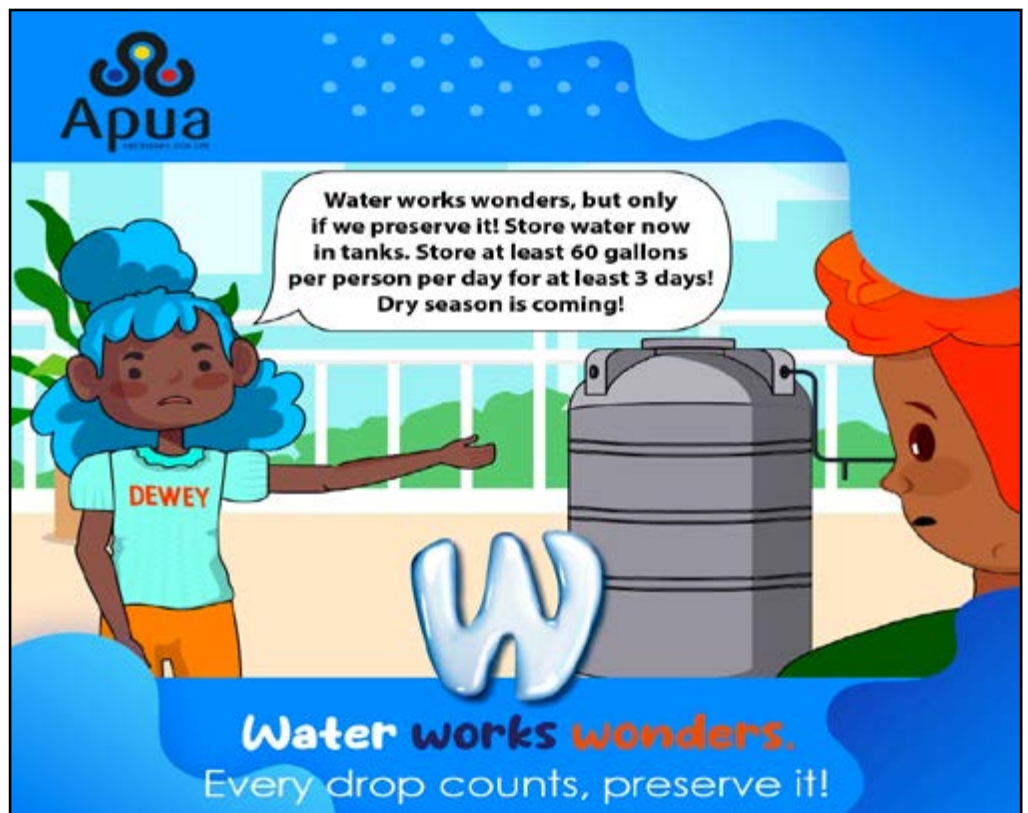 Apua
Water works wonders, but only
if we preserve it! Store water now
in tanks. Store at least 60 gallons
per person per day for at least 3 days!
Dry season is coming!
DEWEY
W
Water works wonders.
Every drop counts, preserve it!